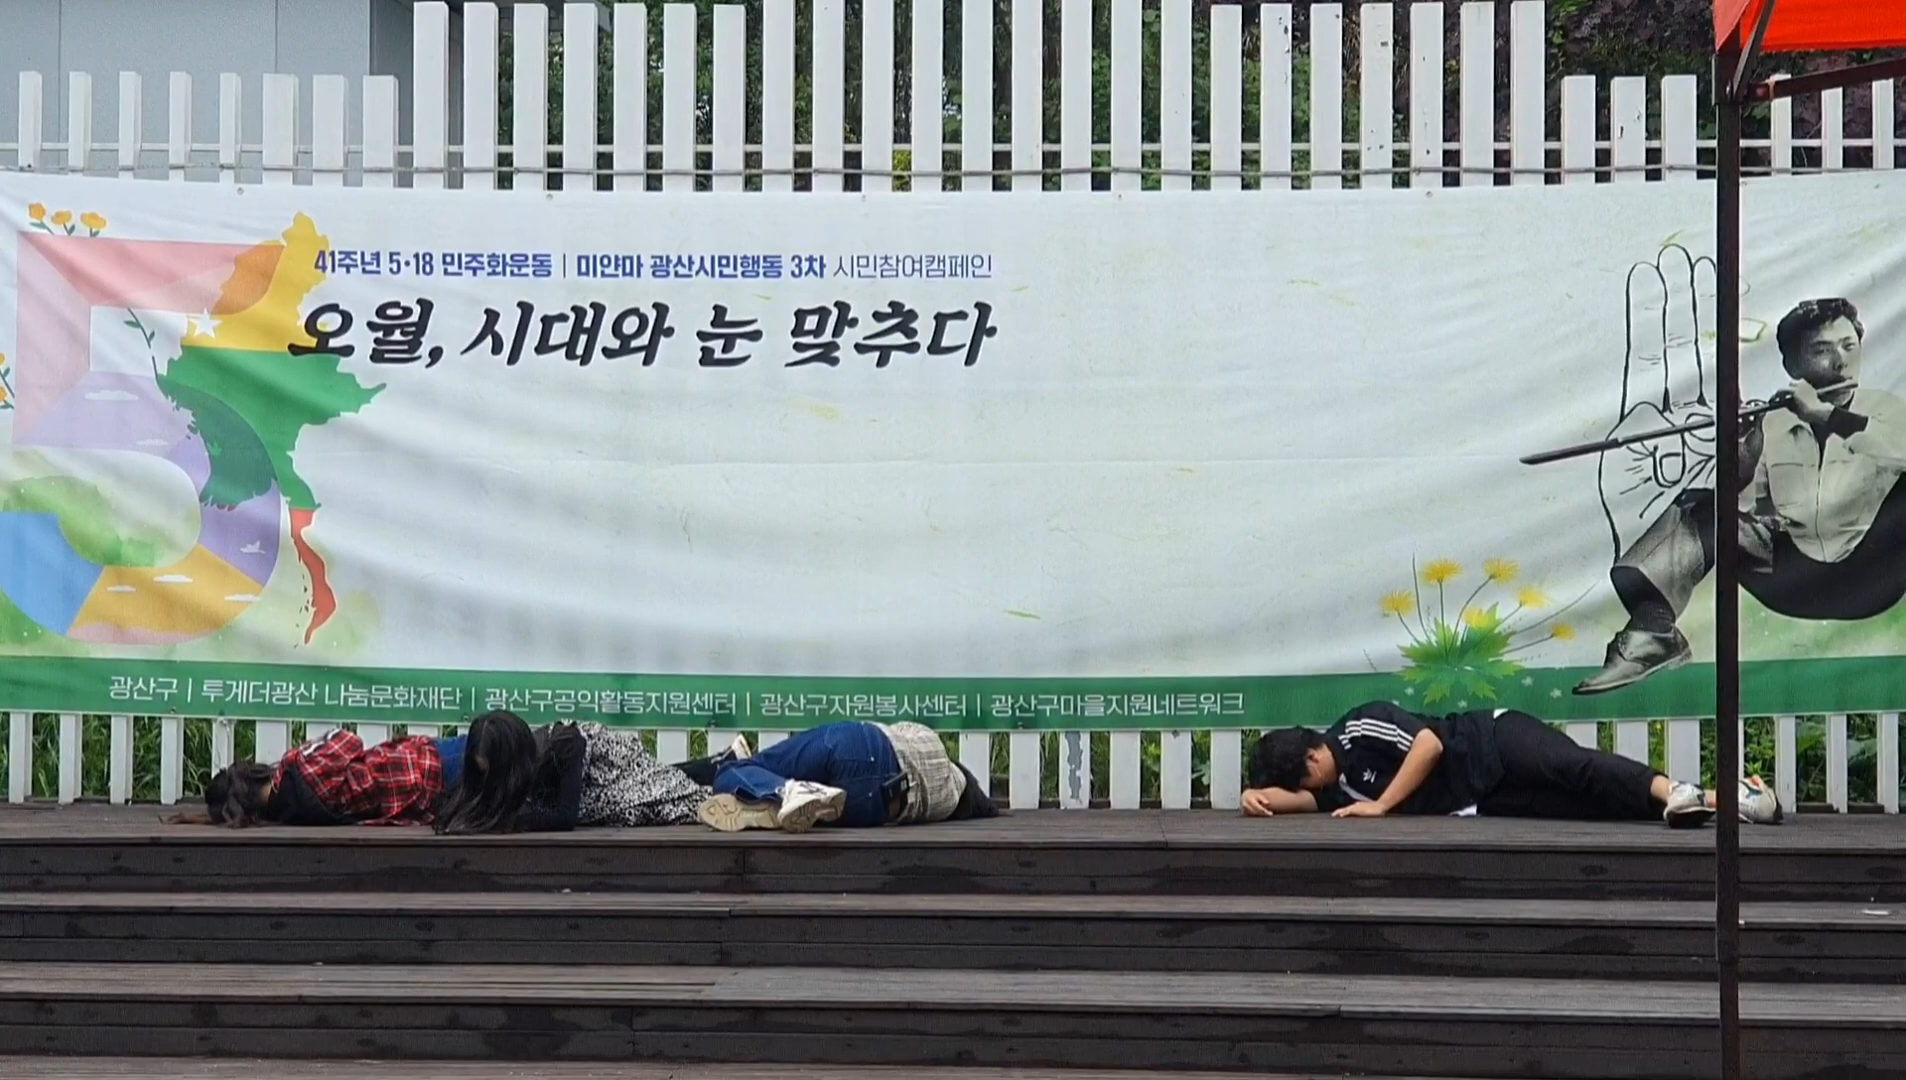 41주년 5·18 민주화운동 | 미얀마 광산시민행동 3차 시민참여캠페인
오월, 시대와 눈 맞추다
광산구 | 투게더광산 나눔문화재단 | 광산구공익활동지원센터 | 광산구자원봉사센터 | 광산구마을지원네트워크